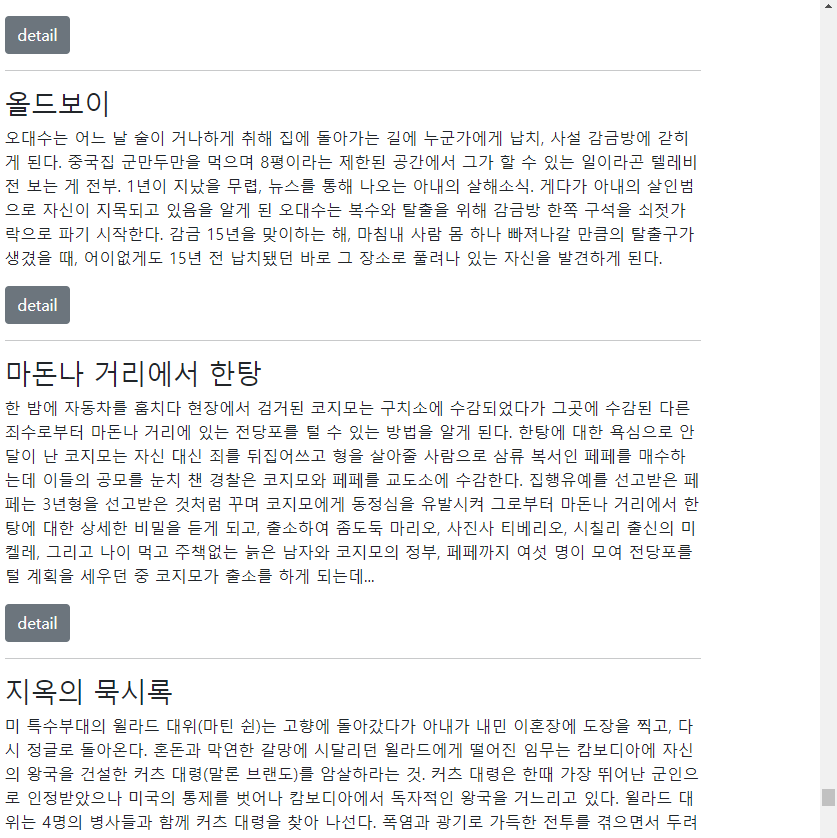 detail
올드보이
오대수는 어느 날 술이 거나하게 취해 집에 돌아가는 길에 누군가에게 납치, 사설 감금방에 갇히
게 된다. 중국집 군만두만을 먹으며 8평이라는 제한된 공간에서 그가 할 수 있는 일이라곤 텔레비
전 보는 게 전부. 1년이 지났을 무렵, 뉴스를 통해 나오는 아내의 살해소식. 게다가 아내의 살인범
으로 자신이 지목되고 있음을 알게 된 오대수는 복수와 탈출을 위해 감금방 한쪽 구석을 쇠젓가
락으로 파기 시작한다. 감금 15년을 맞이하는 해, 마침내 사람 몸 하나 빠져나갈 만큼의 탈출구가
생겼을 때, 어이없게도 15년 전 납치됐던 바로 그 장소로 풀려나 있는 자신을 발견하게 된다.
detail
마돈나 거리에서 한탕
한 밤에 자동차를 훔치다 현장에서 검거된 코지모는 구치소에 수감되었다가 그곳에 수감된 다른
죄수로부터 마돈나 거리에 있는 전당포를 털 수 있는 방법을 알게 된다. 한탕에 대한 욕심으로 안
달이 난 코지모는 자신 대신 죄를 뒤집어쓰고 형을 살아줄 사람으로 삼류 복서인 페페를 매수하
는데 이들의 공모를 눈치 챈 경찰은 코지모와 페페를 교도소에 수감한다. 집행유예를 선고받은 페
페는 3년형을 선고받은 것처럼 꾸며 코지모에게 동정심을 유발시켜 그로부터 마돈나 거리에서 한
탕에 대한 상세한 비밀을 듣게 되고, 출소하여 좀도둑 마리오, 사진사 티베리오, 시칠리 출신의 미
켈레, 그리고 나이 먹고 주책없는 늙은 남자와 코지모의 정부, 페페까지 여섯 명이 모여 전당포를
털 계획을 세우던 중 코지모가 출소를 하게 되는데...
detail
지옥의 묵시록
미 특수부대의 윌라드 대위(마틴 쉰)는 고향에 돌아갔다가 아내가 내민 이혼장에 도장을 찍고, 다
시 정글로 돌아온다. 혼돈과 막연한 갈망에 시달리던 윌라드에게 떨어진 임무는 캄보디아에 자신
의 왕국을 건설한 커츠 대령(말론 브랜도)를 암살하라는 것. 커츠 대령은 한때 가장 뛰어난 군인으
로 인정받았으나 미국의 통제를 벗어나 캄보디아에서 독자적인 왕국을 거느리고 있다. 윌라드 대
위는 4명의 병사들과 함께 커츠 대령을 찾아 나선다. 폭염과 광기로 가득한 전투를 겪으면서 두려